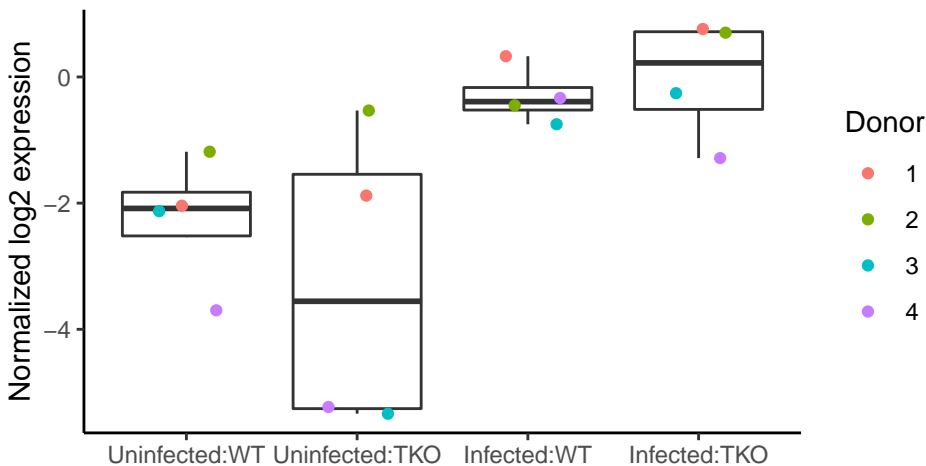 Normalized log2 expression
0
−2
−4
Uninfected:WT
Uninfected:TKO
Infected:WT
Infected:TKO
Donor
1
2
3
4